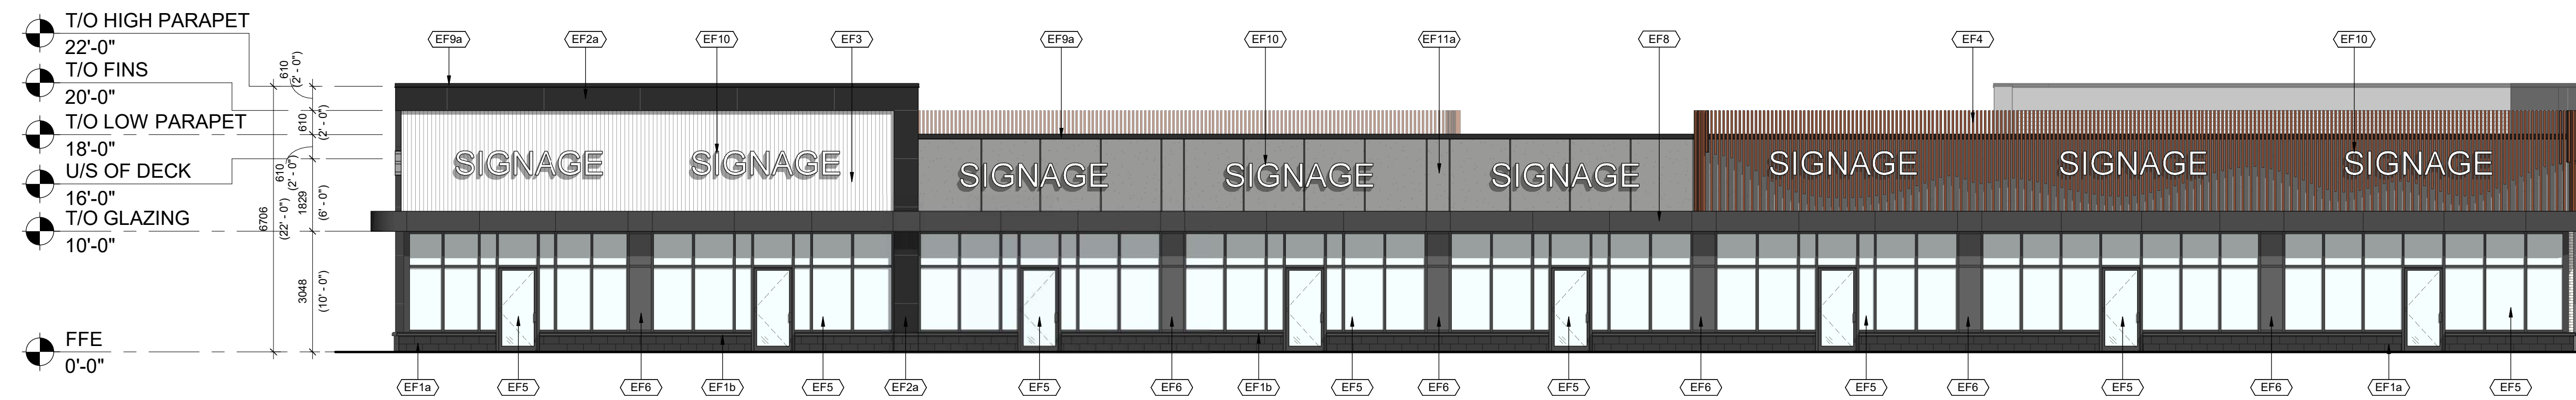 T/O HIGH PARAPET
22'-0"
T/O FINS
20'-0"
T/O LOW PARAPET
18'-0"
U/S OF DECK
16'-0"
T/O GLAZING
10'-0"
FFE
0'-0"
6706
(22' - 0")
610
(2' - 0")
610
(2' - 0")
610
(2' - 0")
1829
(6' - 0")
3048
(10' - 0")
EF9a EF2a EF10 EF3 EF9a EF10 EF11a EF8 EF4 EF10
SIGNAGE SIGNAGE SIGNAGE SIGNAGE SIGNAGE SIGNAGE SIGNAGE SIGNAGE
EF1a EF5 EF6 EF1b EF5 EF2a EF5 EF6 EF1b EF5 EF6 EF5 EF6 EF5 EF6 EF5 EF6 EF1a EF5